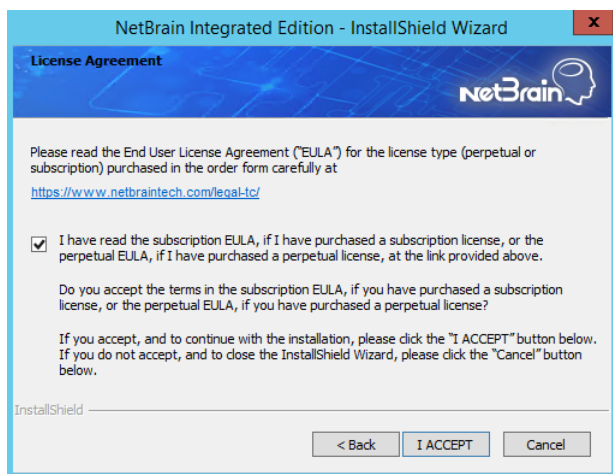 NetBrain Integrated Edition - InstallShield Wizard
x
License Agreement
NetBrain
Please read the End User License Agreement ("EULA") for the license type (perpetual or
subscription) purchased in the order form carefully at
https://www.netbraintech.com/legal-tc/
I have read the subscription EULA, if I have purchased a subscription license, or the
perpetual EULA, if I have purchased a perpetual license, at the link provided above.
Do you accept the terms in the subscription EULA, if you have purchased a subscription
license, or the perpetual EULA, if you have purchased a perpetual license?
If you accept, and to continue with the installation, please click the "I ACCEPT" button below.
If you do not accept, and to close the InstallShield Wizard, please click the "Cancel" button
below.
InstallShield
< Back
I ACCEPT
Cancel